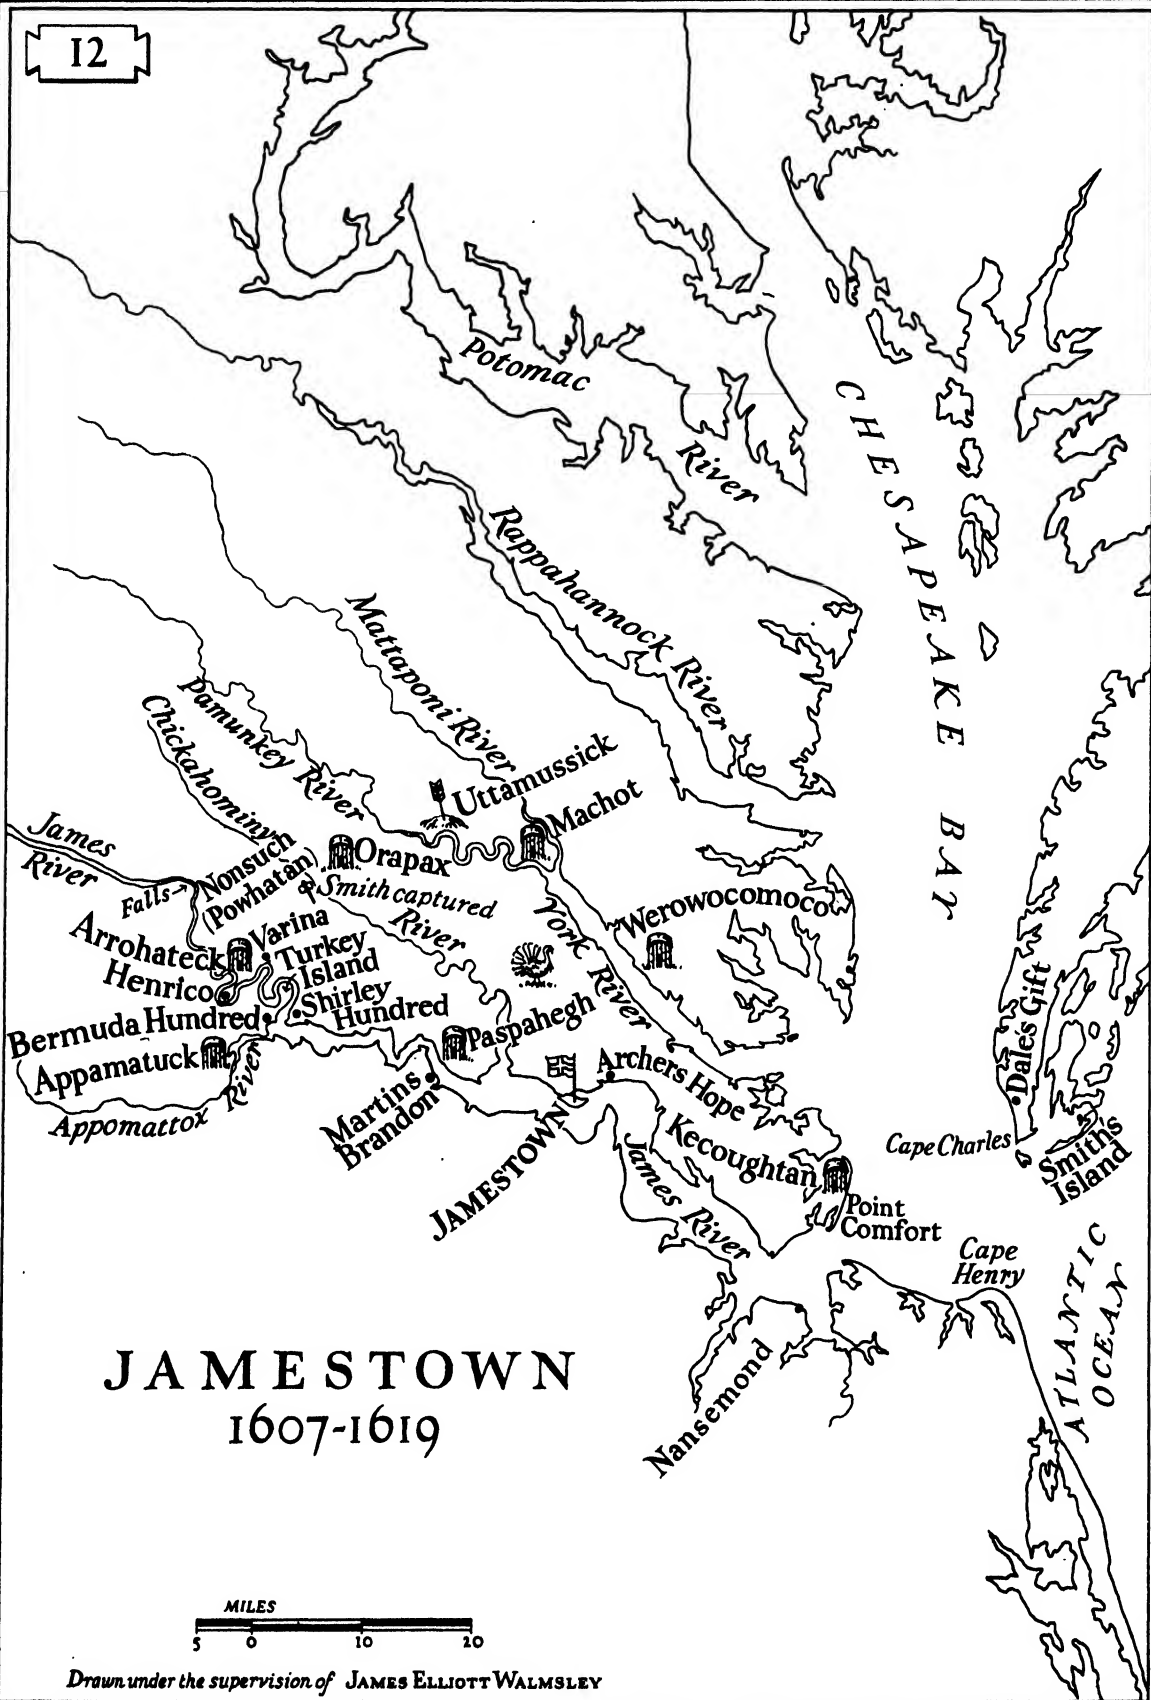 12
Potomac
River
CHESAPEAKE BAY
Rappahannock River
Mattaponi River
Pamunkey River
Chickahominy
River
Uttamussick
Machot
James
River
Falls→
Nonsuch
(Powhatàn)
Orapax
Smith captured
Werowocomoco
York River
Arrohateck
Varina
Turkey
Island
Henrico
Shirley
Hundred
Bermuda Hundred
Appamatuck
Appomattox River
Paspahegh
Martins
Brandon
JAMESTOWN
Archers Hope
Dale's Gift
Kecoughtan
Cape Charles
Smith's
Island
James River
Point
Comfort
Cape
Henry
ATLANTIC
OCEAN
Nansemond
JAMESTOWN
1607-1619
MILES
5 0 10 20
Drawn under the supervision of JAMES ELLIOTT WALMSLEY